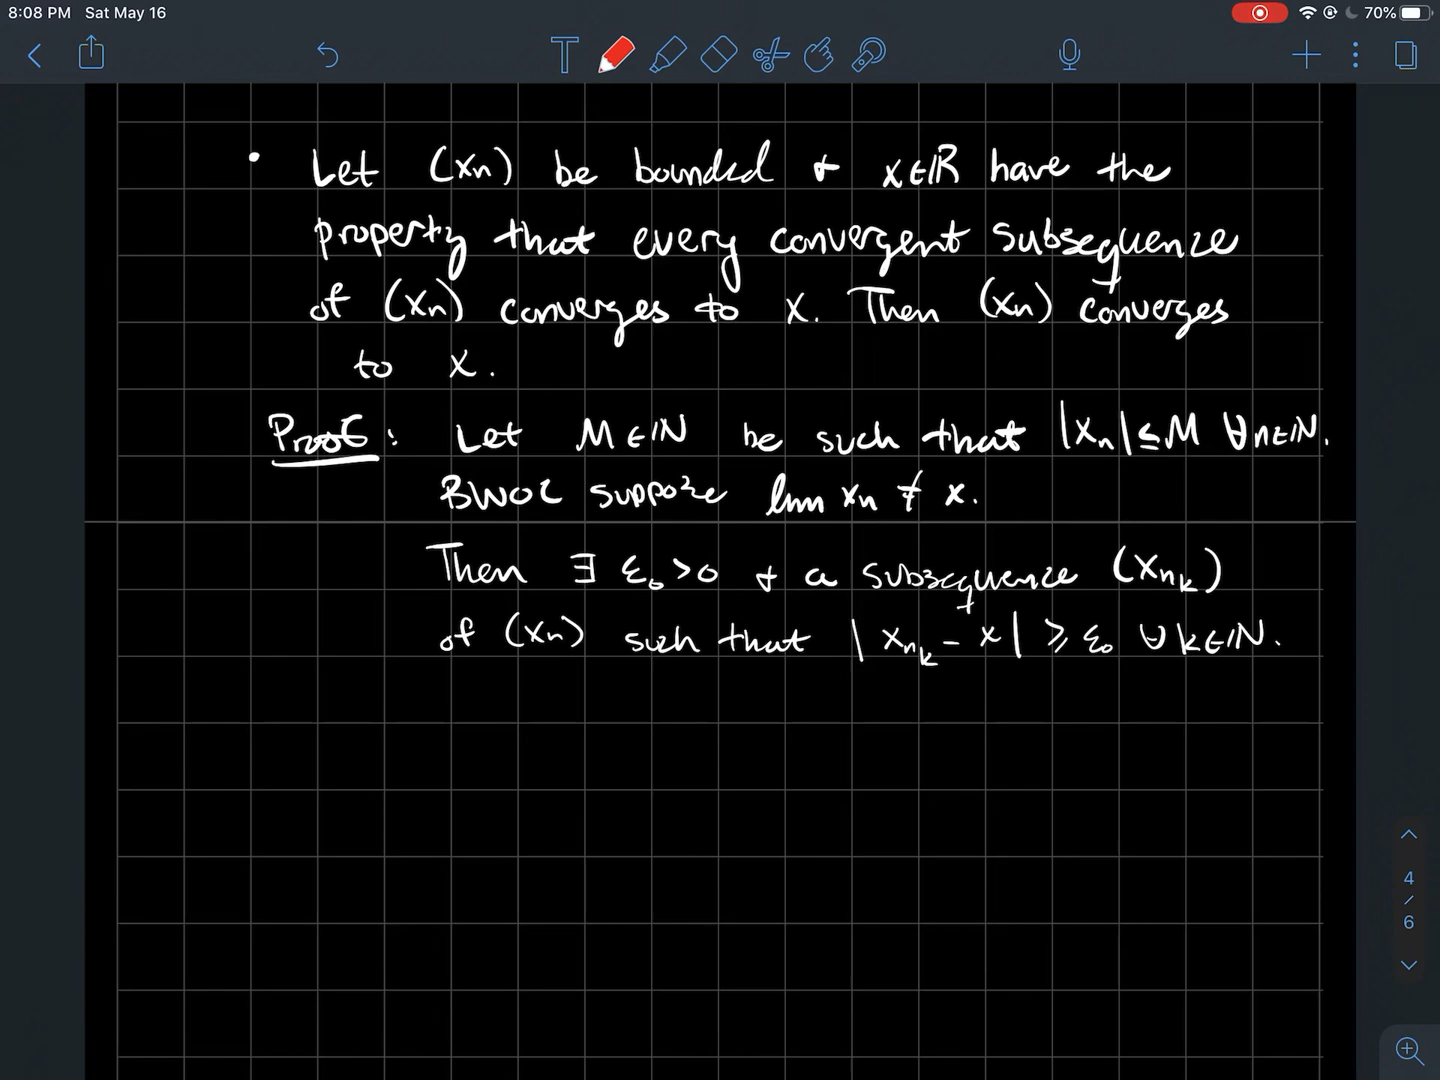 8:08 PM Sat May 16 70%
• Let (xn) be bounded & x∈ℝ have the
property that every convergent subsequence
of (xn) converges to x. Then (xn) converges
to x.
Proof: Let M∈ℕ be such that |xn|≤M ∀n∈ℕ.
BWOC suppose lim xn ≠ x.
Then ∃ ε₀>0 & a subsequence (xnₖ)
of (xn) such that |xnₖ - x| ≥ ε₀ ∀k∈ℕ.
4
/
6